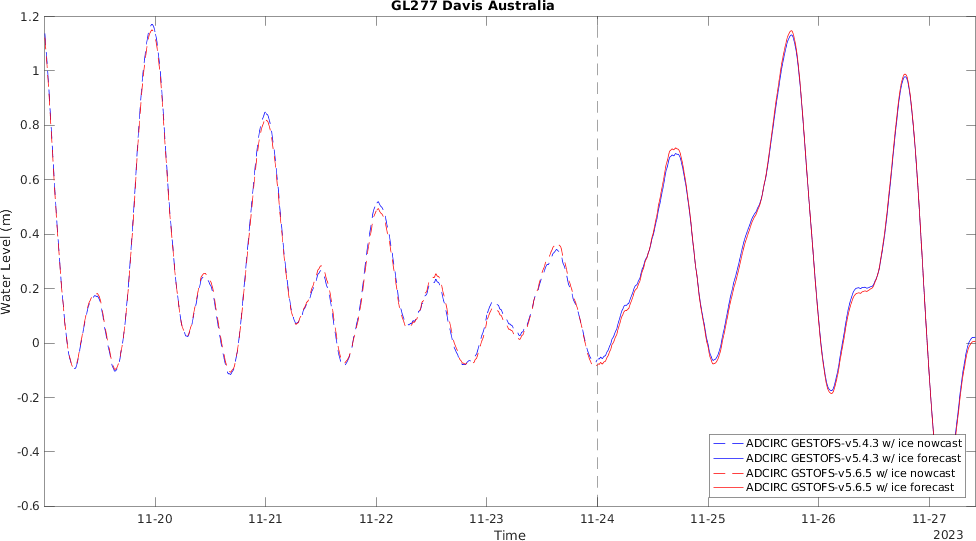 GL277 Davis Australia
1.2
1
0.8
0.6
0.4
0.2
0
-0.2
-0.4
-0.6
Water Level (m)
ADCIRC GESTOFS-v5.4.3 w/ ice nowcast
ADCIRC GESTOFS-v5.4.3 w/ ice forecast
ADCIRC GSTOFS-v5.6.5 w/ ice nowcast
ADCIRC GSTOFS-v5.6.5 w/ ice forecast
11-20 11-21 11-22 11-23 11-24 11-25 11-26 11-27
Time
2023